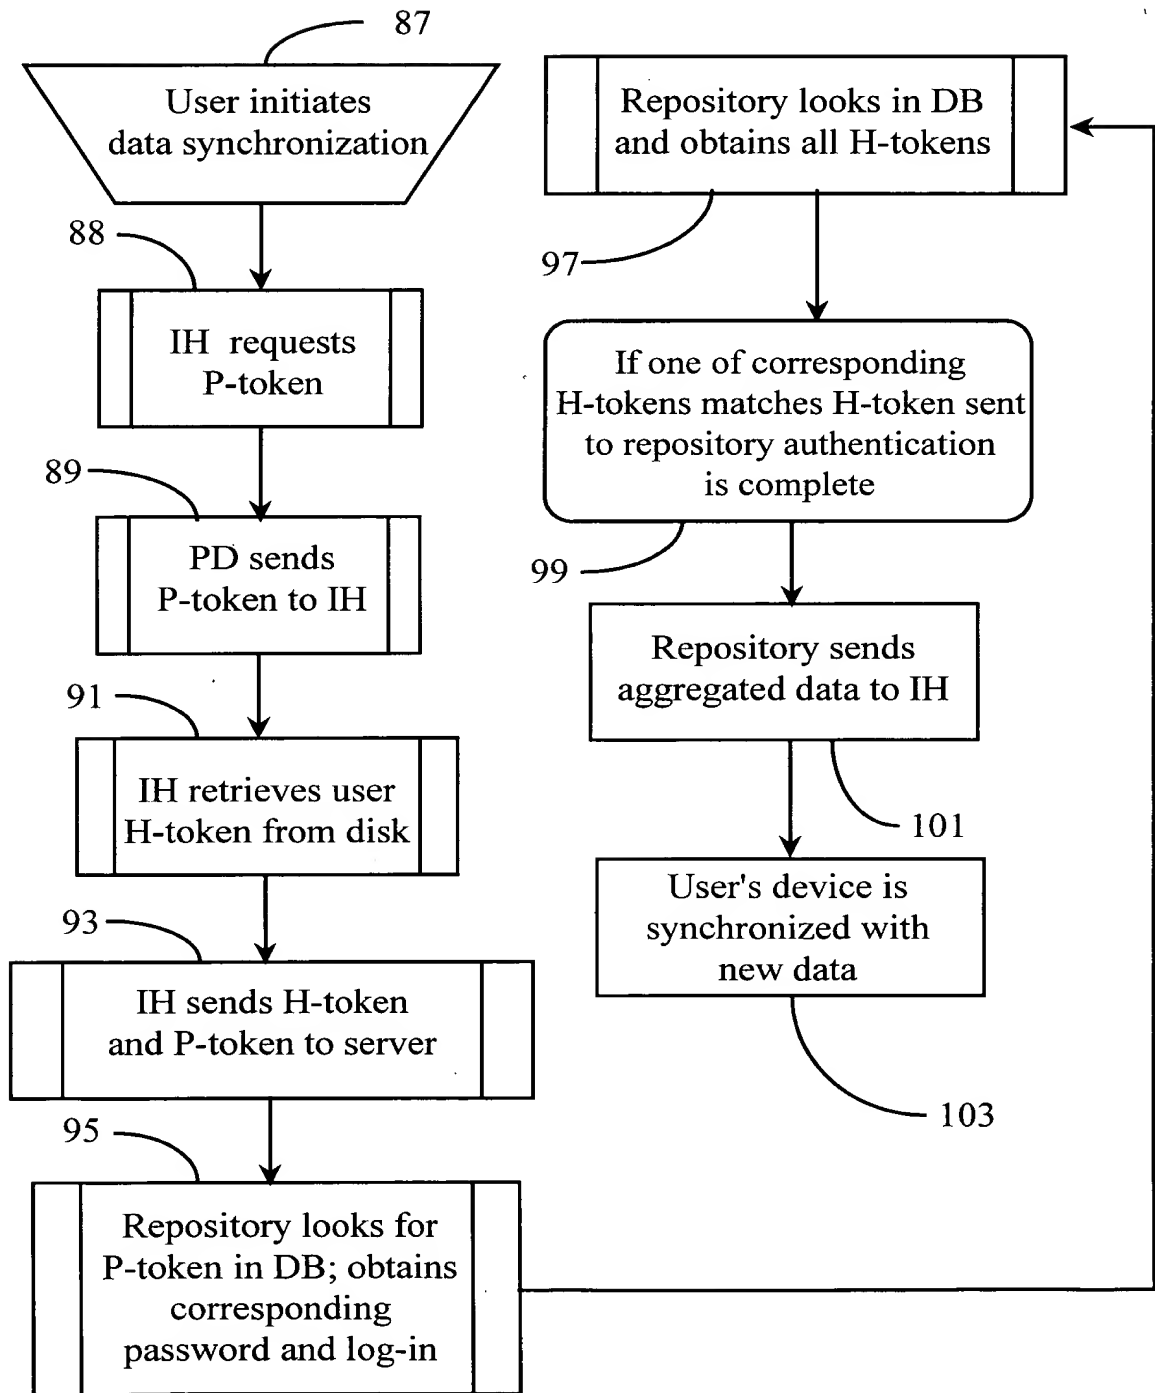 87
User initiates
data synchronization
88
IH requests
P-token
89
PD sends
P-token to IH
91
IH retrieves user
H-token from disk
93
IH sends H-token
and P-token to server
95
Repository looks for
P-token in DB; obtains
corresponding
password and log-in
Repository looks in DB
and obtains all H-tokens
97
If one of corresponding
H-tokens matches H-token sent
to repository authentication
is complete
99
Repository sends
aggregated data to IH
101
User's device is
synchronized with
new data
103